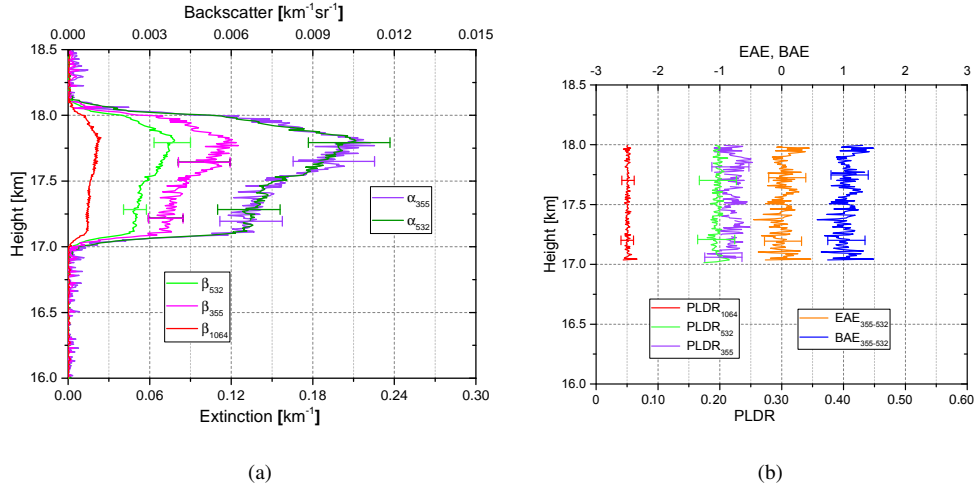 Backscatter [km⁻¹sr⁻¹]
0.000 0.003 0.006 0.009 0.012 0.015
18.5
18.0
17.5
17.0
16.5
16.0
Height [km]
α₃₅₅
α₅₃₂
β₅₃₂
β₃₅₅
β₁₀₆₄
0.00 0.06 0.12 0.18 0.24 0.30
Extinction [km⁻¹]
(a)
EAE, BAE
-3 -2 -1 0 1 2 3
18.5
18.0
17.5
17.0
16.5
16.0
Height [km]
PLDR₁₀₆₄
PLDR₅₃₂
PLDR₃₅₅
EAE₃₅₅₋₅₃₂
BAE₃₅₅₋₅₃₂
0 0.10 0.20 0.30 0.40 0.50 0.60
PLDR
(b)